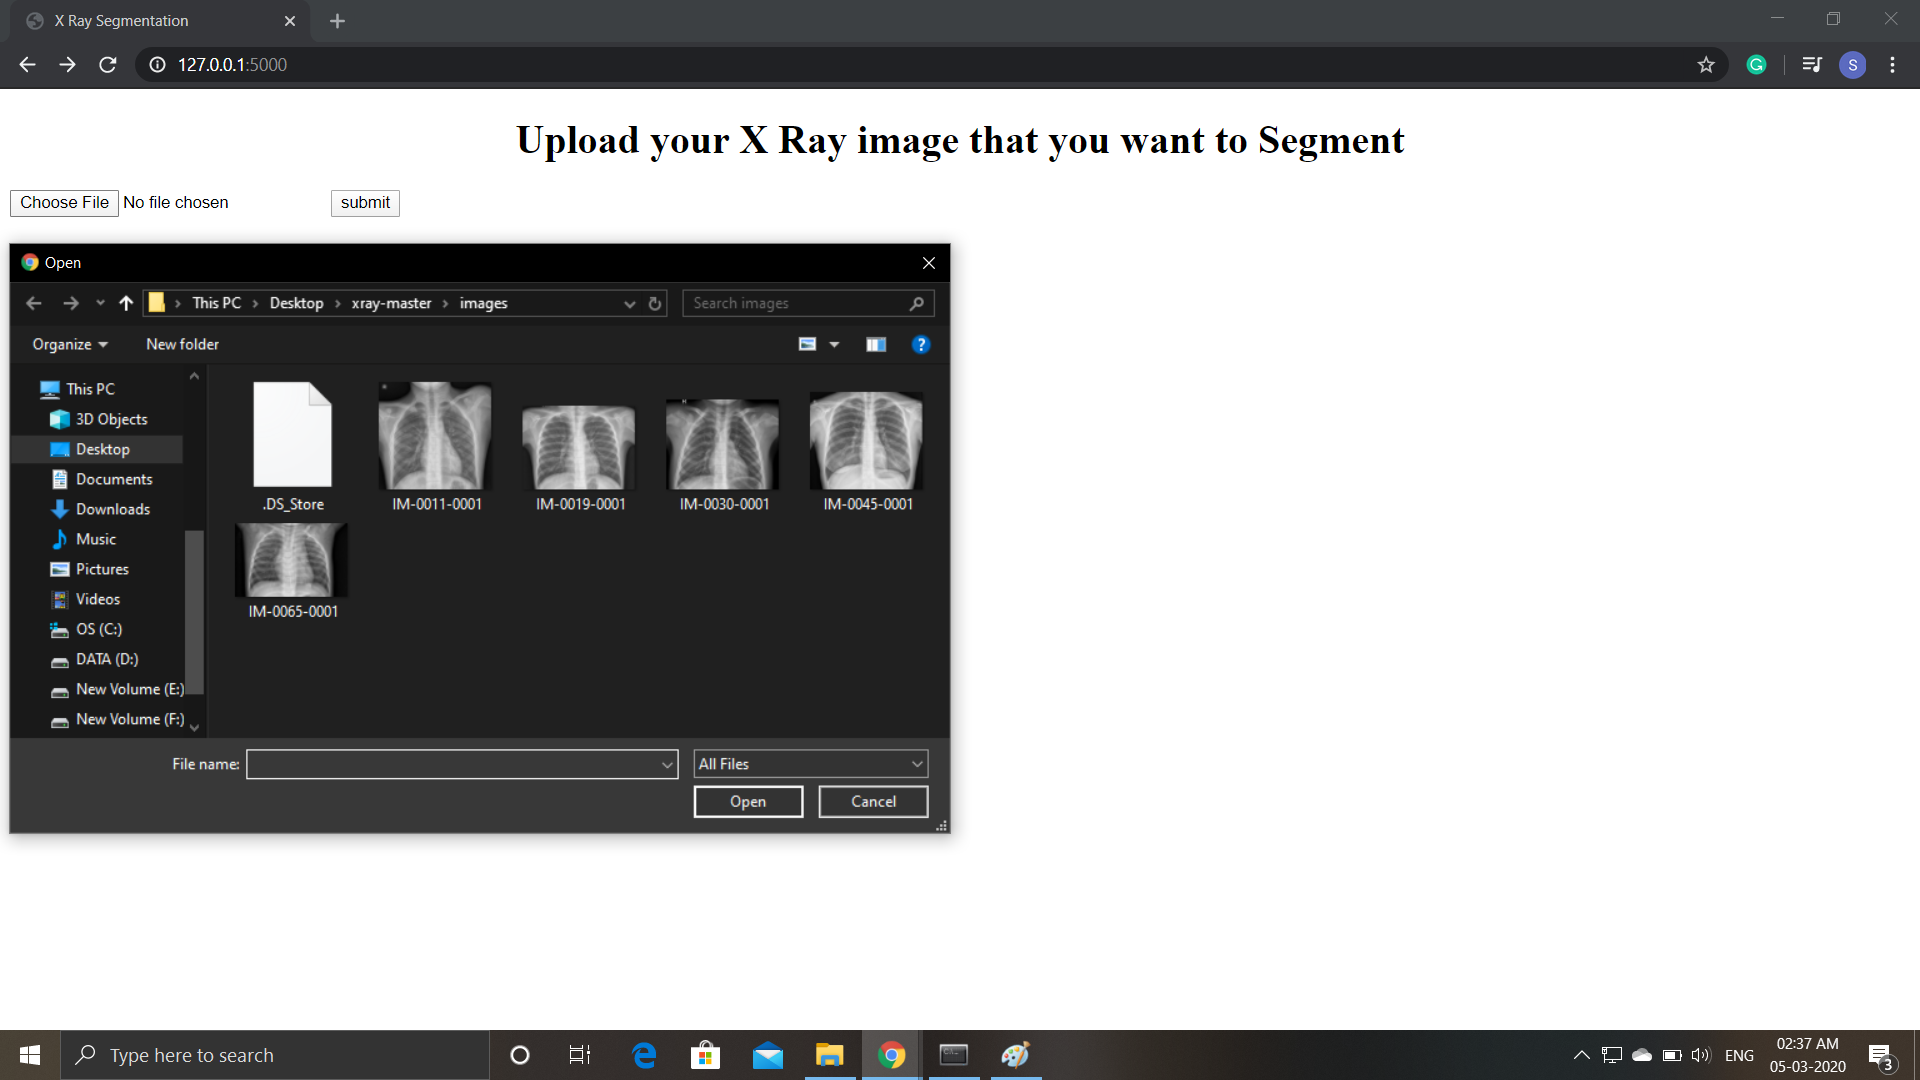 X Ray Segmentation
127.0.0.1:5000
S
Upload your X Ray image that you want to Segment
Choose File No file chosen submit
Open
This PC Desktop xray-master images
Search images
Organize New folder
?
This PC
3D Objects
Desktop
Documents
Downloads
Music
Pictures
Videos
OS (C:)
DATA (D:)
New Volume (E:)
New Volume (F:)
.DS_Store IM-0011-0001 IM-0019-0001 IM-0030-0001 IM-0045-0001
IM-0065-0001
File name: All Files
Open Cancel
Type here to search
ENG
02:37 AM
05-03-2020
3